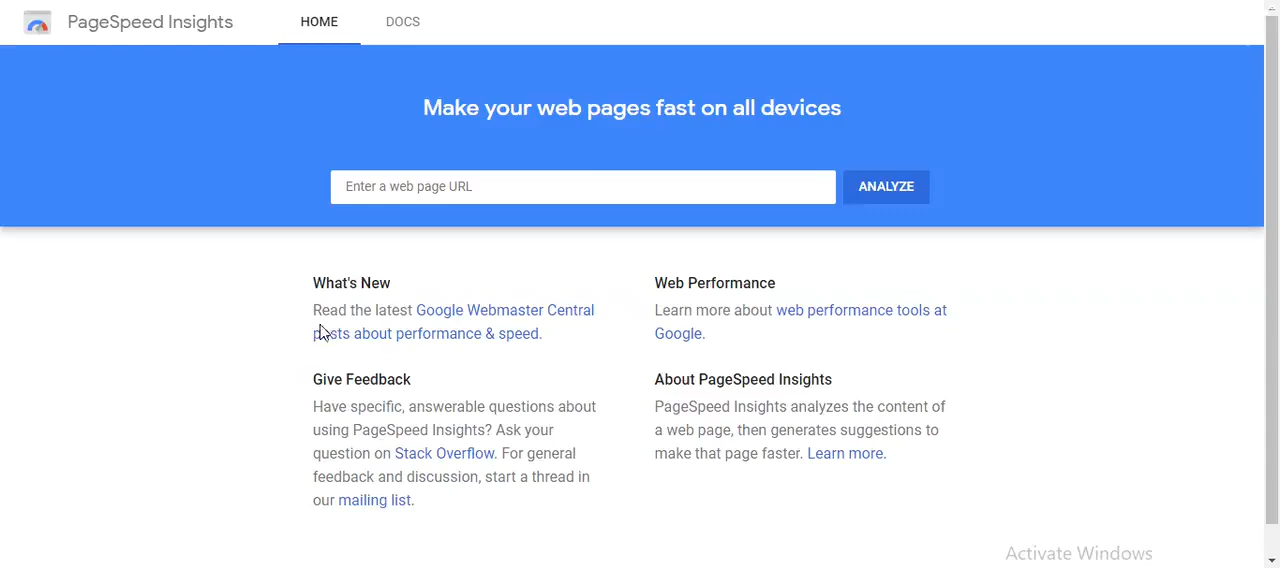 PageSpeed Insights
HOME
DOCS
Make your web pages fast on all devices
Enter a web page URL
ANALYZE
What's New
Read the latest Google Webmaster Central
posts about performance & speed.
Web Performance
Learn more about web performance tools at
Google.
Give Feedback
Have specific, answerable questions about
using PageSpeed Insights? Ask your
question on Stack Overflow. For general
feedback and discussion, start a thread in
our mailing list.
About PageSpeed Insights
PageSpeed Insights analyzes the content of
a web page, then generates suggestions to
make that page faster. Learn more.
Activate Windows